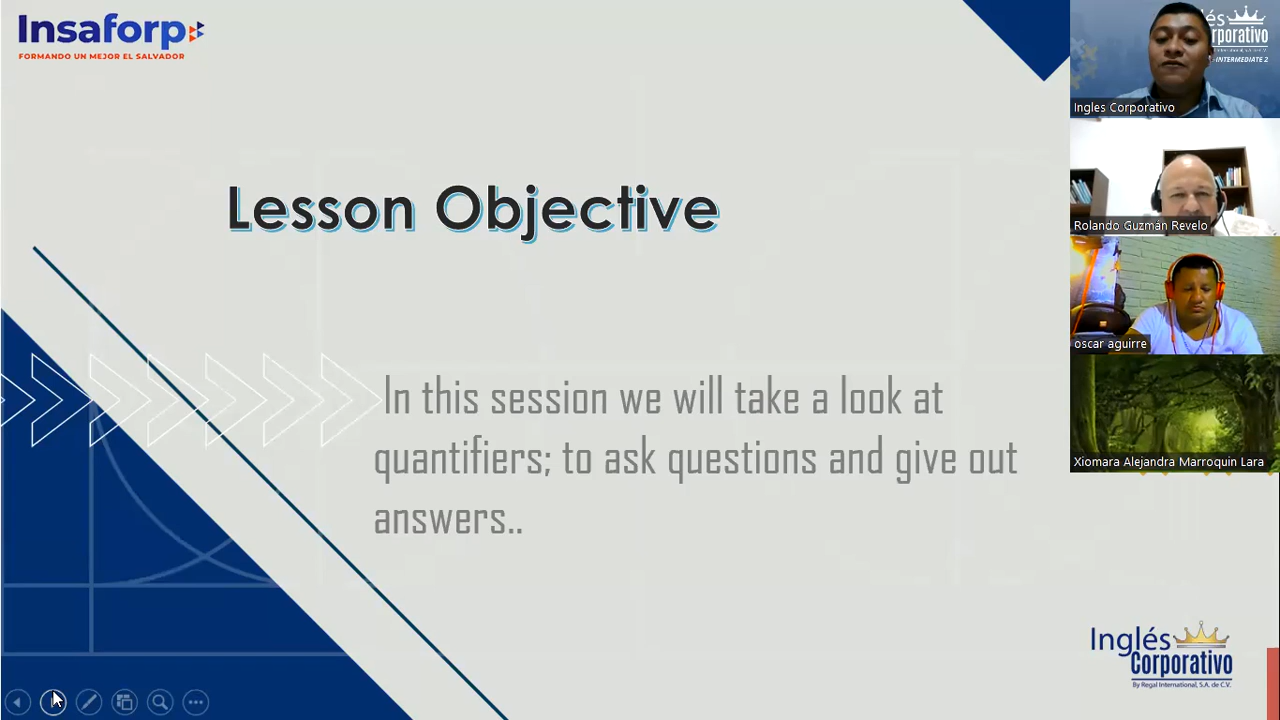 Insaforp
FORMANDO UN MEJOR EL SALVADOR
Lesson Objective
In this session we will take a look at
quantifiers; to ask questions and give out
answers..
Inglés
Corporativo
By Regal International, S.A. de C.V.
INTERMEDIATE 2
Ingles Corporativo
Rolando Guzmán Revelo
oscar aguirre
Xiomara Alejandra Marroquin Lara